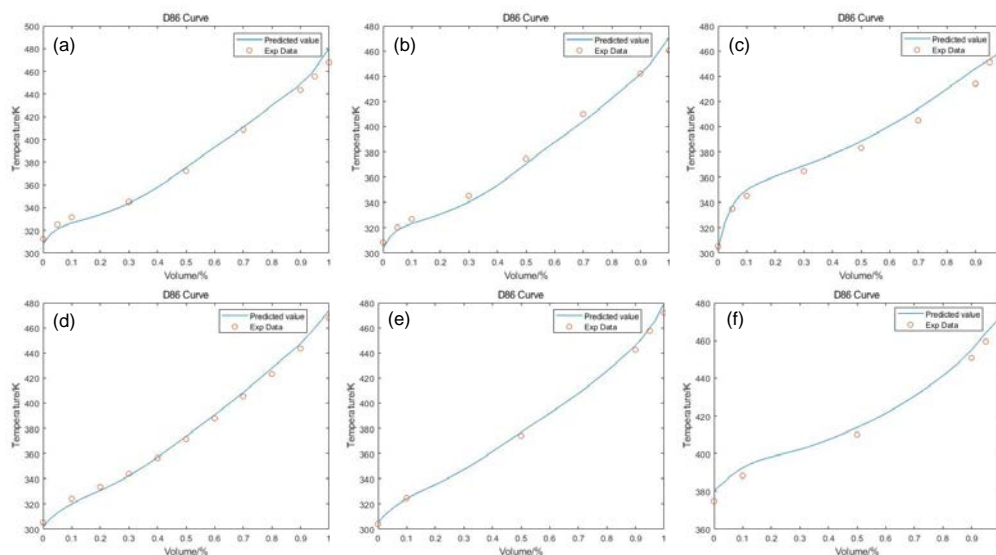 D86 Curve
(a)
Predicted value
Exp Data
Temperature/K
500
480
460
440
420
400
380
360
340
320
300
0 0.1 0.2 0.3 0.4 0.5 0.6 0.7 0.8 0.9 1
Volume/%
D86 Curve
(b)
Predicted value
Exp Data
Temperature/K
480
460
440
420
400
380
360
340
320
300
0 0.1 0.2 0.3 0.4 0.5 0.6 0.7 0.8 0.9 1
Volume/%
D86 Curve
(c)
Predicted value
Exp Data
Temperature/K
480
460
440
420
400
380
360
340
320
300
0 0.1 0.2 0.3 0.4 0.5 0.6 0.7 0.8 0.9
Volume/%
D86 Curve
(d)
Predicted value
Exp Data
Temperature/K
480
460
440
420
400
380
360
340
320
300
0 0.1 0.2 0.3 0.4 0.5 0.6 0.7 0.8 0.9 1
Volume/%
D86 Curve
(e)
Predicted value
Exp Data
Temperature/K
480
460
440
420
400
380
360
340
320
300
0 0.1 0.2 0.3 0.4 0.5 0.6 0.7 0.8 0.9 1
Volume/%
D86 Curve
(f)
Predicted value
Exp Data
Temperature/K
480
460
440
420
400
380
360
0 0.1 0.2 0.3 0.4 0.5 0.6 0.7 0.8 0.9
Volume/%